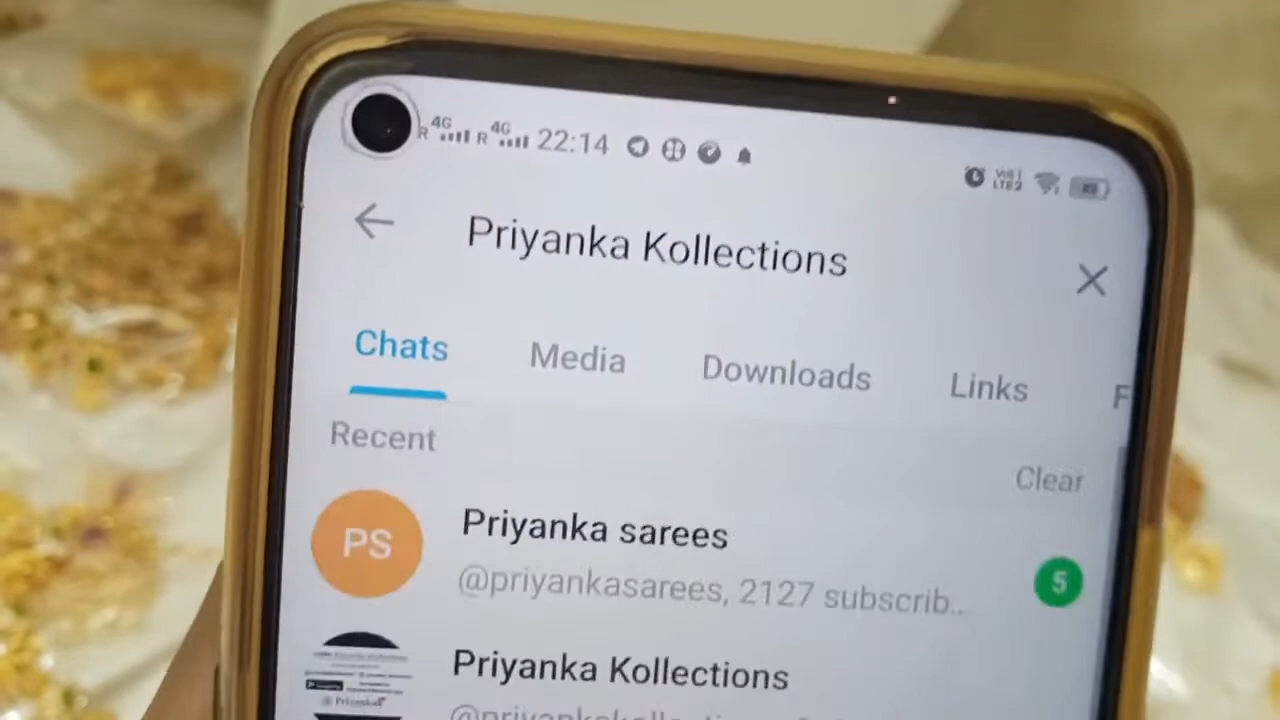 R 4G R 4G 22:14
Priyanka Kollections
Chats Media Downloads Links F
Recent
Clear
PS
Priyanka sarees
@priyankasarees, 2127 subscrib..
5
Priyanka Kollections